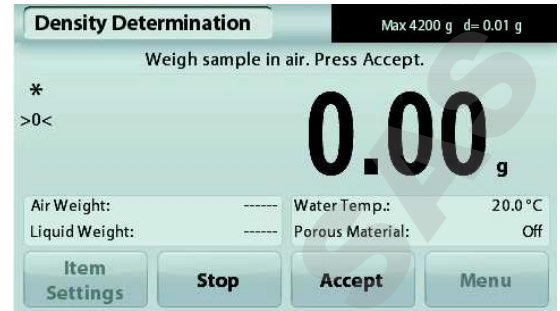 Density Determination
Max 4200 g d= 0.01 g
Weigh sample in air. Press Accept.
*
>0<
0.00 g
Air Weight: ------ Water Temp.: 20.0 °C
Liquid Weight: ------ Porous Material: Off
Item Settings
Stop
Accept
Menu
SAS